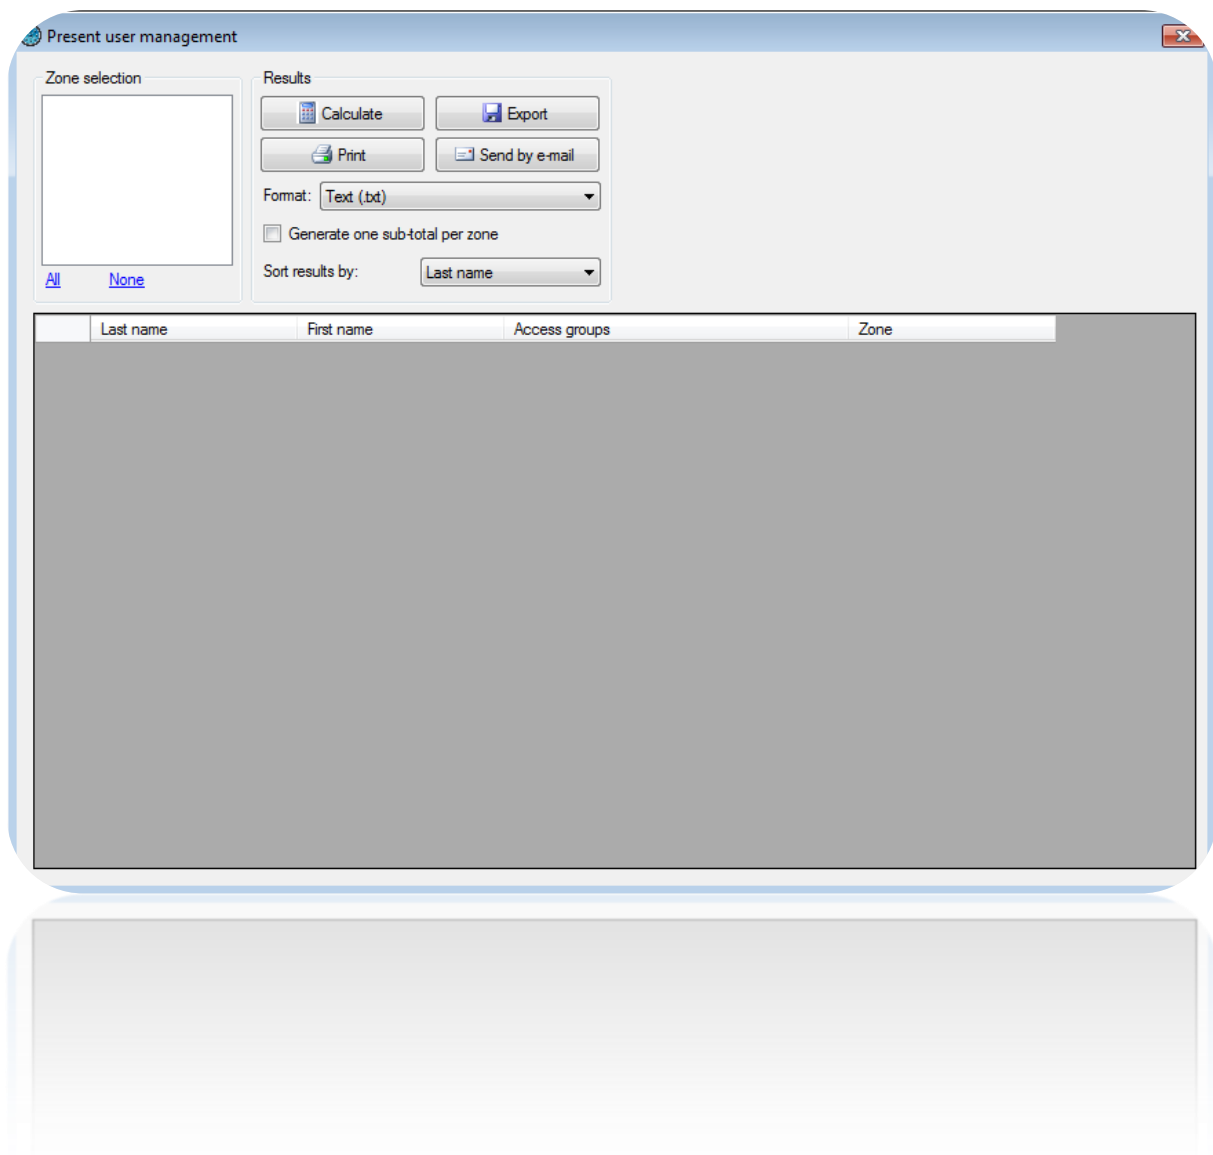 Present user management
Zone selection
All None
Results
Calculate Export
Print Send by e-mail
Format: Text (.txt)
Generate one sub-total per zone
Sort results by: Last name
Last name First name Access groups Zone